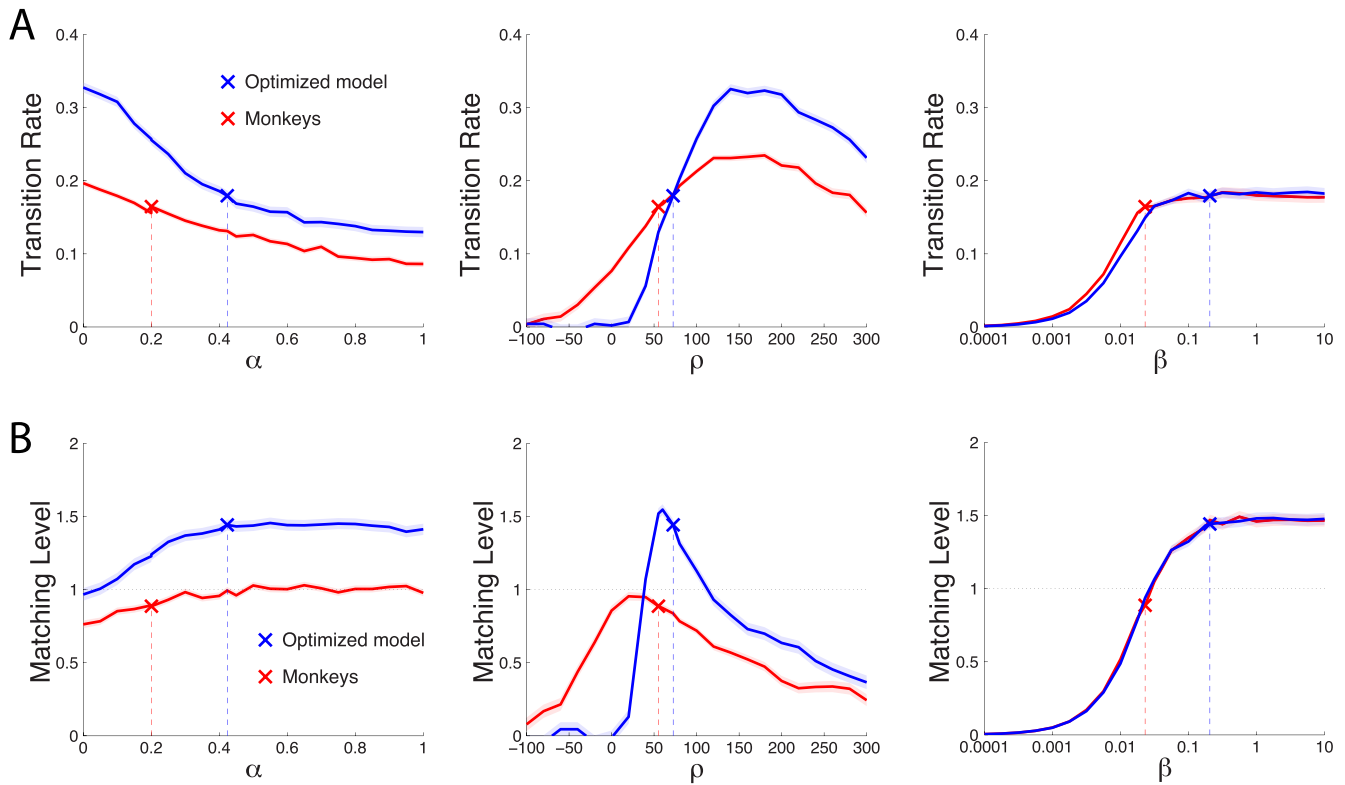 A
Transition Rate
0.4
0.3
0.2
0.1
0
Optimized model
Monkeys
0 0.2 0.4 0.6 0.8 1
α
Transition Rate
0.4
0.3
0.2
0.1
0
−100 −50 0 50 100 150 200 250 300
ρ
Transition Rate
0.4
0.3
0.2
0.1
0
0.0001 0.001 0.01 0.1 1 10
β
B
Matching Level
2
1.5
1
0.5
0
Optimized model
Monkeys
0 0.2 0.4 0.6 0.8 1
α
Matching Level
2
1.5
1
0.5
0
−100 −50 0 50 100 150 200 250 300
ρ
Matching Level
2
1.5
1
0.5
0
0.0001 0.001 0.01 0.1 1 10
β